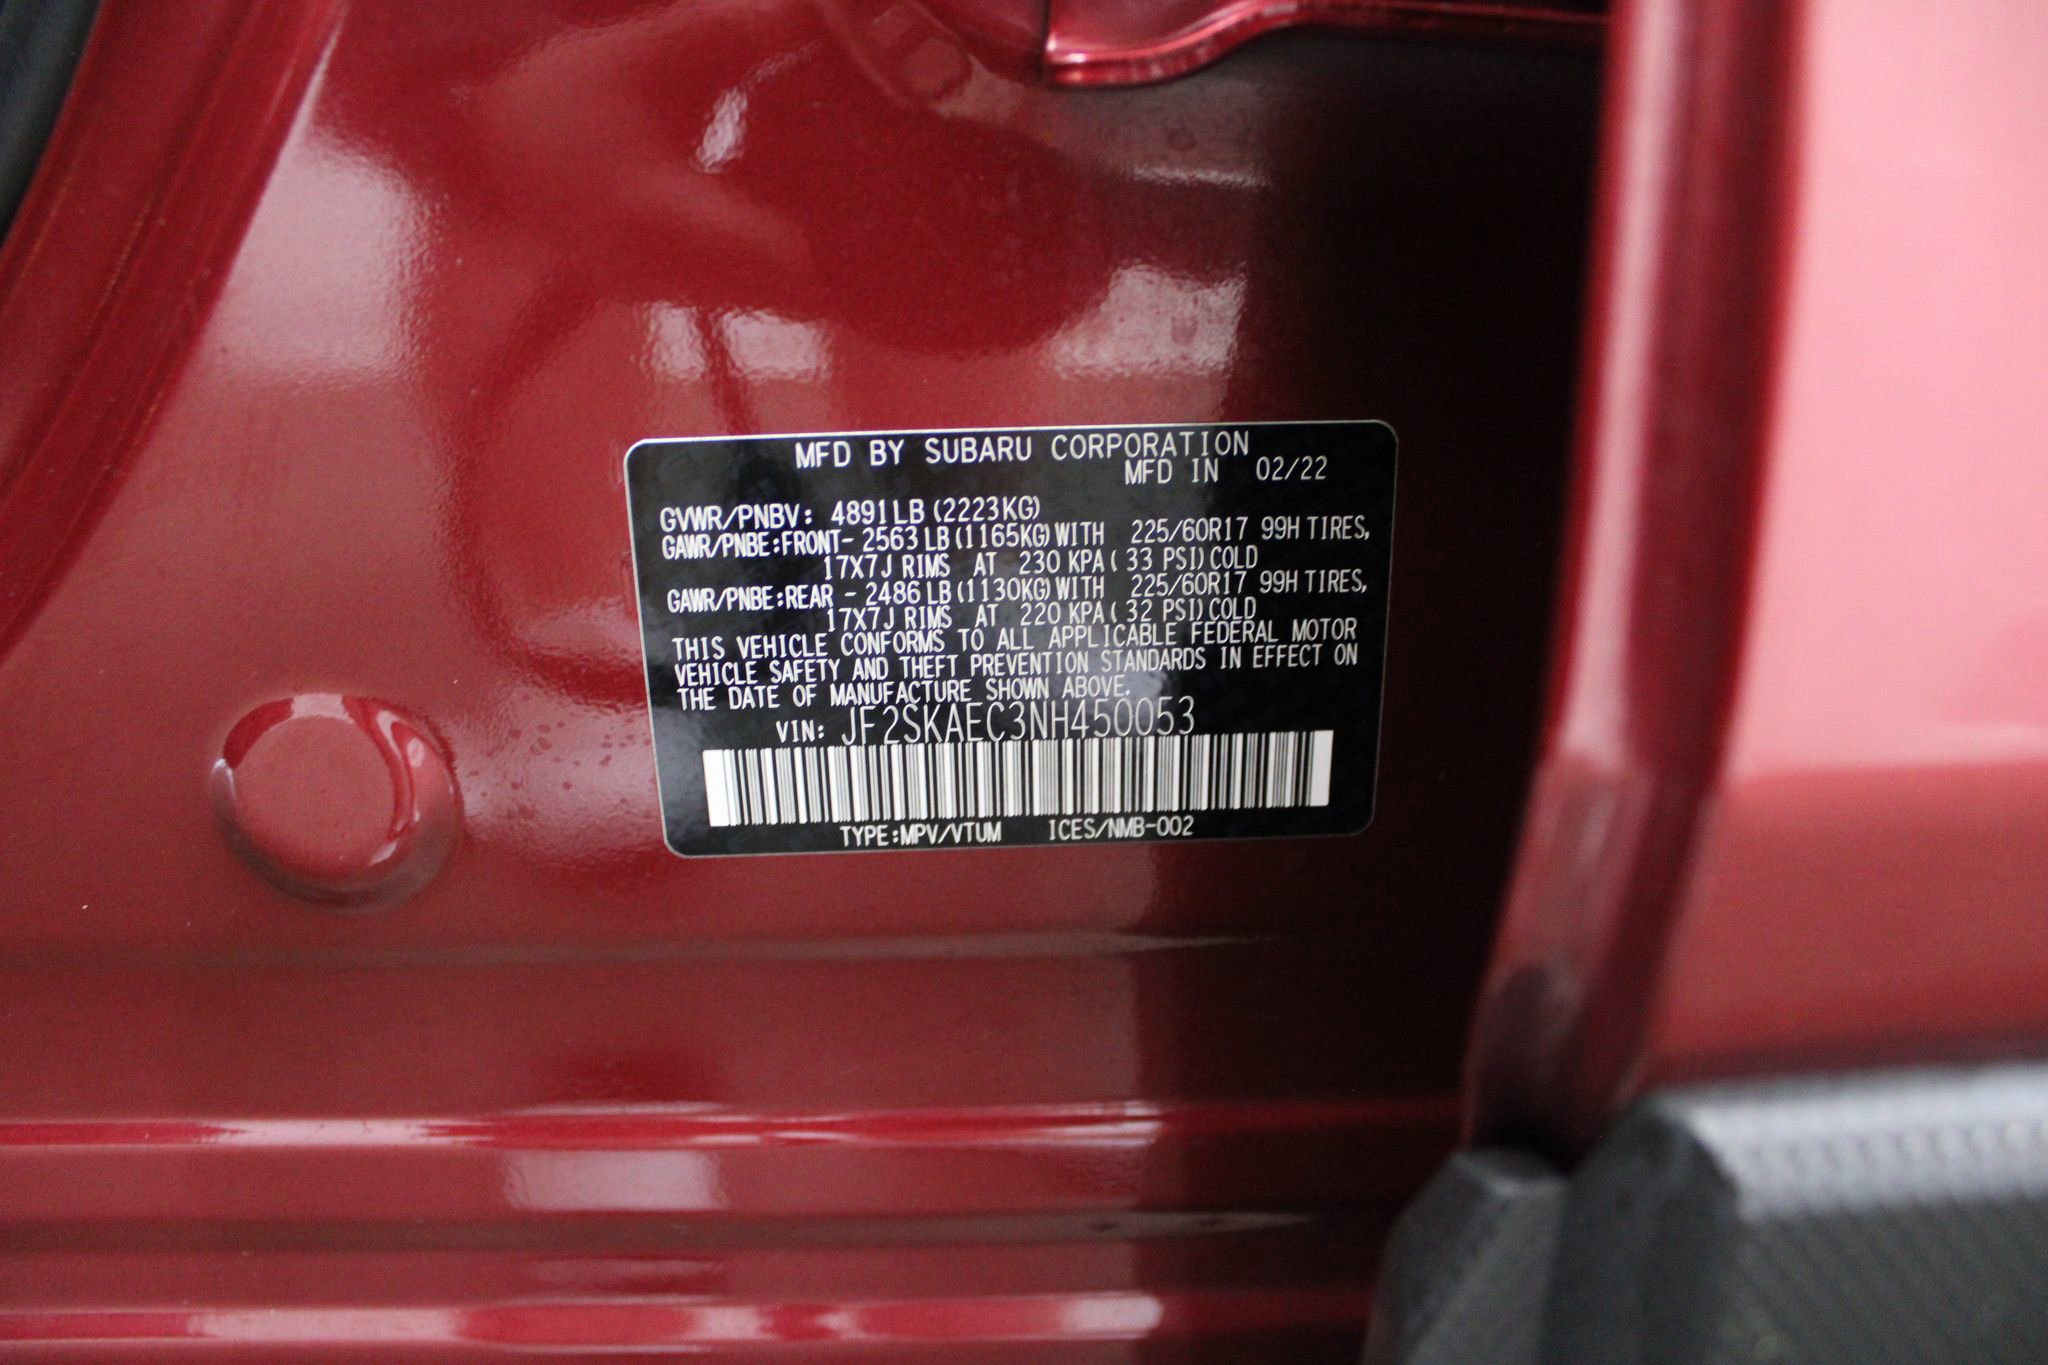 MFD BY SUBARU CORPORATION
MFD IN 02/22
GVWR/PNBV: 4891LB(2223KG)
GAWR/PNBE:FRONT- 2563LB(1165KG)WITH 225/60R17 99H TIRES,
17X7J RIMS AT 230 KPA( 33 PSI)COLD
GAWR/PNBE:REAR - 2486LB(1130KG)WITH 225/60R17 99H TIRES,
17X7J RIMS AT 220 KPA( 32 PSI)COLD
THIS VEHICLE CONFORMS TO ALL APPLICABLE FEDERAL MOTOR
VEHICLE SAFETY AND THEFT PREVENTION STANDARDS IN EFFECT ON
THE DATE OF MANUFACTURE SHOWN ABOVE.
VIN: JF2SKAEC3NH450053
TYPE:MPV/VTUM ICES/NMB-002